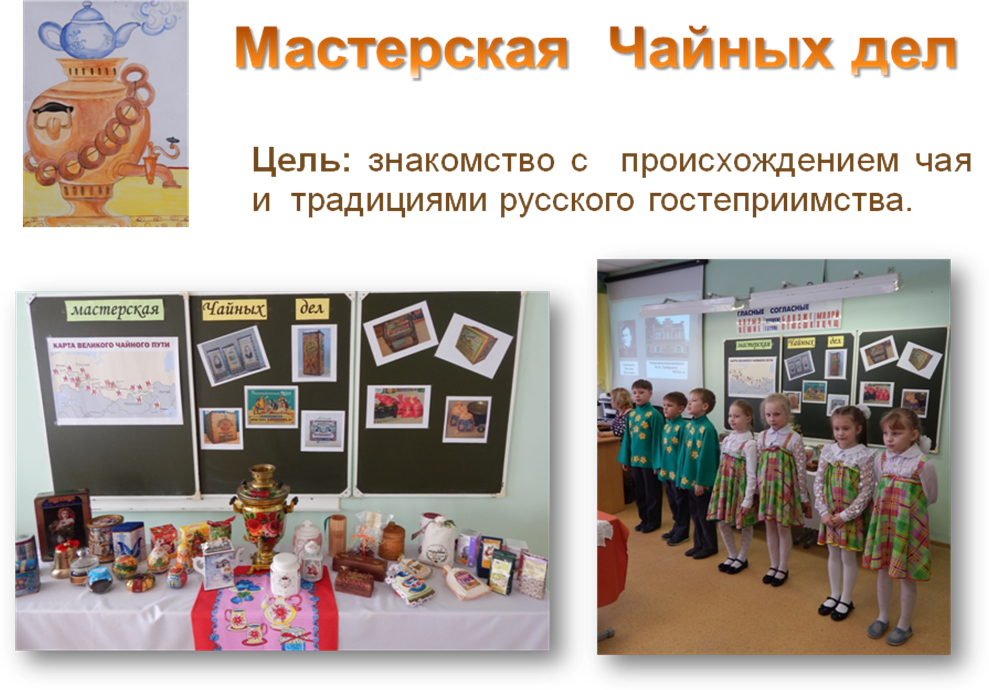 Мастерская Чайных дел
Цель: знакомство с происхождением чая
и традициями русского гостеприимства.
мастерская
Чайных дел
КАРТА ВЕЛИКОГО ЧАЙНОГО ПУТИ
ГЛАСНЫЕ СОГЛАСНЫЕ
мастерская
Чайных дел